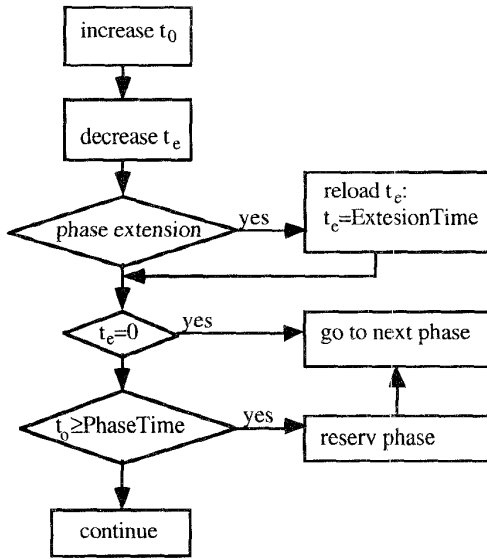 increase t0
decrease te
phase extension
yes
reload te:
te=ExtesionTime
te=0
yes
go to next phase
to≥PhaseTime
yes
reserv phase
continue